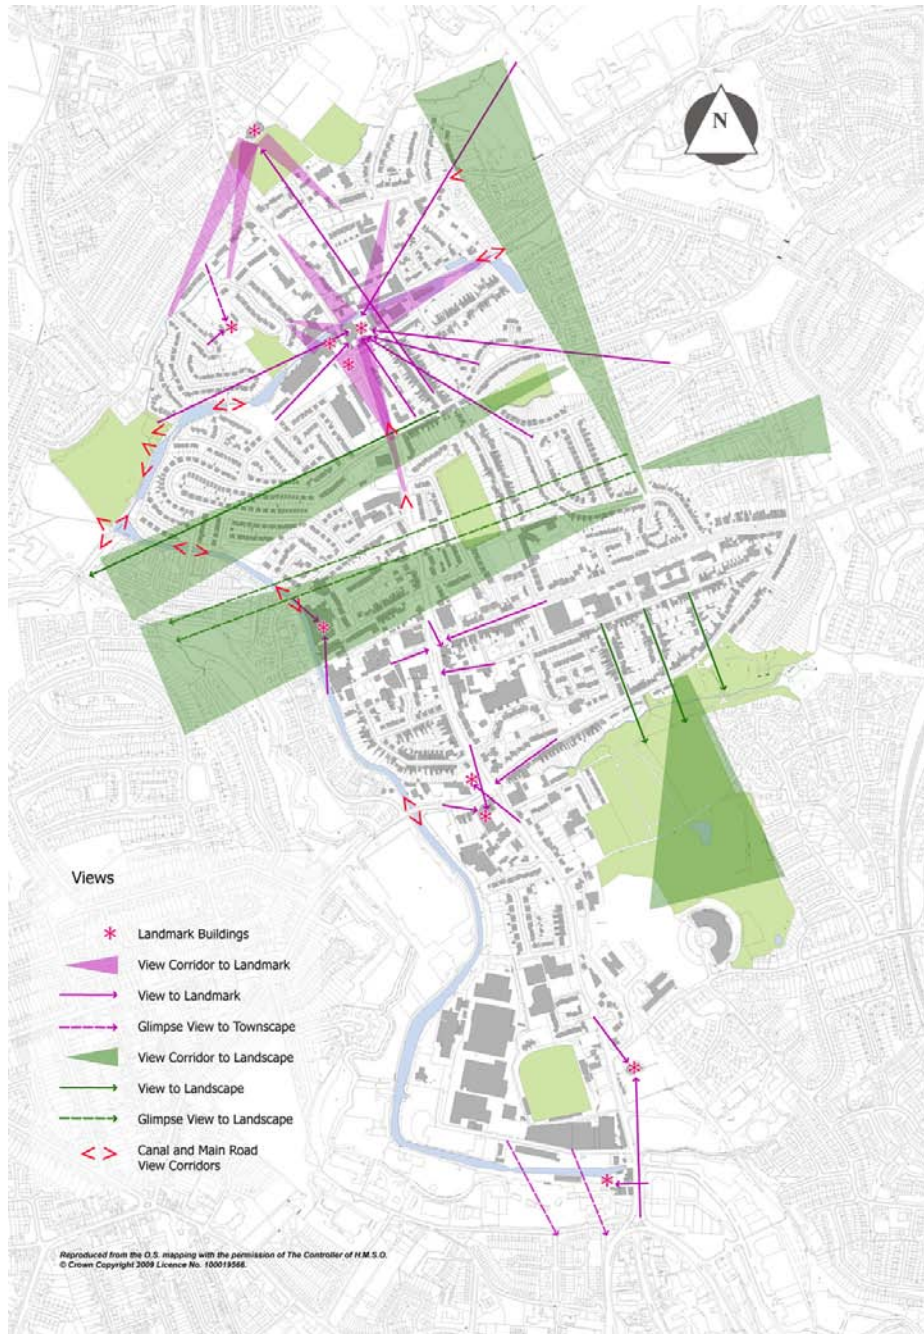 N
Views
Landmark Buildings
View Corridor to Landmark
View to Landmark
Glimpse View to Townscape
View Corridor to Landscape
View to Landscape
Glimpse View to Landscape
Canal and Main Road
View Corridors
Reproduced from the O.S. mapping with the permission of The Controller of H.M.S.O.
© Crown Copyright 2009 Licence No. 100019566.